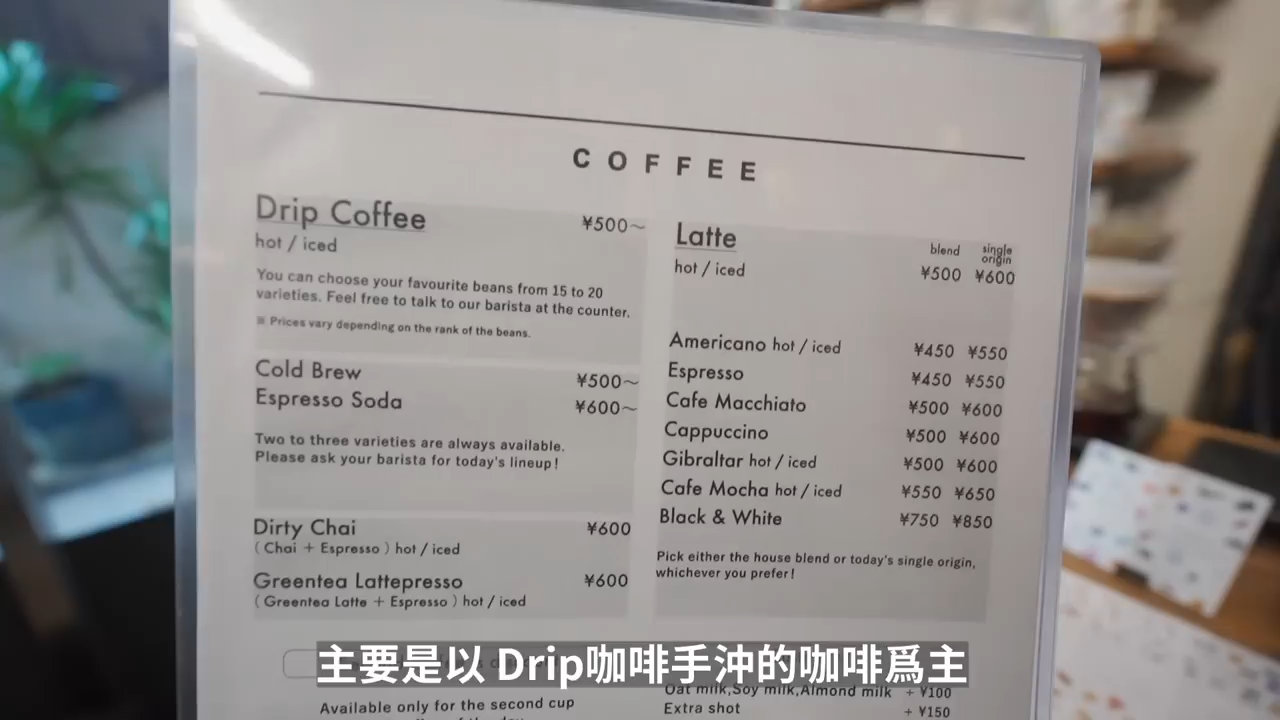 COFFEE
Drip Coffee ¥500~
hot / iced
You can choose your favourite beans from 15 to 20
varieties. Feel free to talk to our barista at the counter.
※ Prices vary depending on the rank of the beans.
Cold Brew ¥500~
Espresso Soda ¥600~
Two to three varieties are always available.
Please ask your barista for today's lineup!
Dirty Chai ¥600
( Chai + Espresso ) hot / iced
Greentea Lattepresso ¥600
( Greentea Latte + Espresso ) hot / iced
Available only for the second cup
Latte blend single
origin
hot / iced ¥500 ¥600
Americano hot / iced ¥450 ¥550
Espresso ¥450 ¥550
Cafe Macchiato ¥500 ¥600
Cappuccino ¥500 ¥600
Gibraltar hot / iced ¥500 ¥600
Cafe Mocha hot / iced ¥550 ¥650
Black & White ¥750 ¥850
Pick either the house blend or today's single origin,
whichever you prefer!
Oat milk,Soy milk,Almond milk + ¥100
Extra shot + ¥150
主要是以 Drip咖啡手沖的咖啡爲主